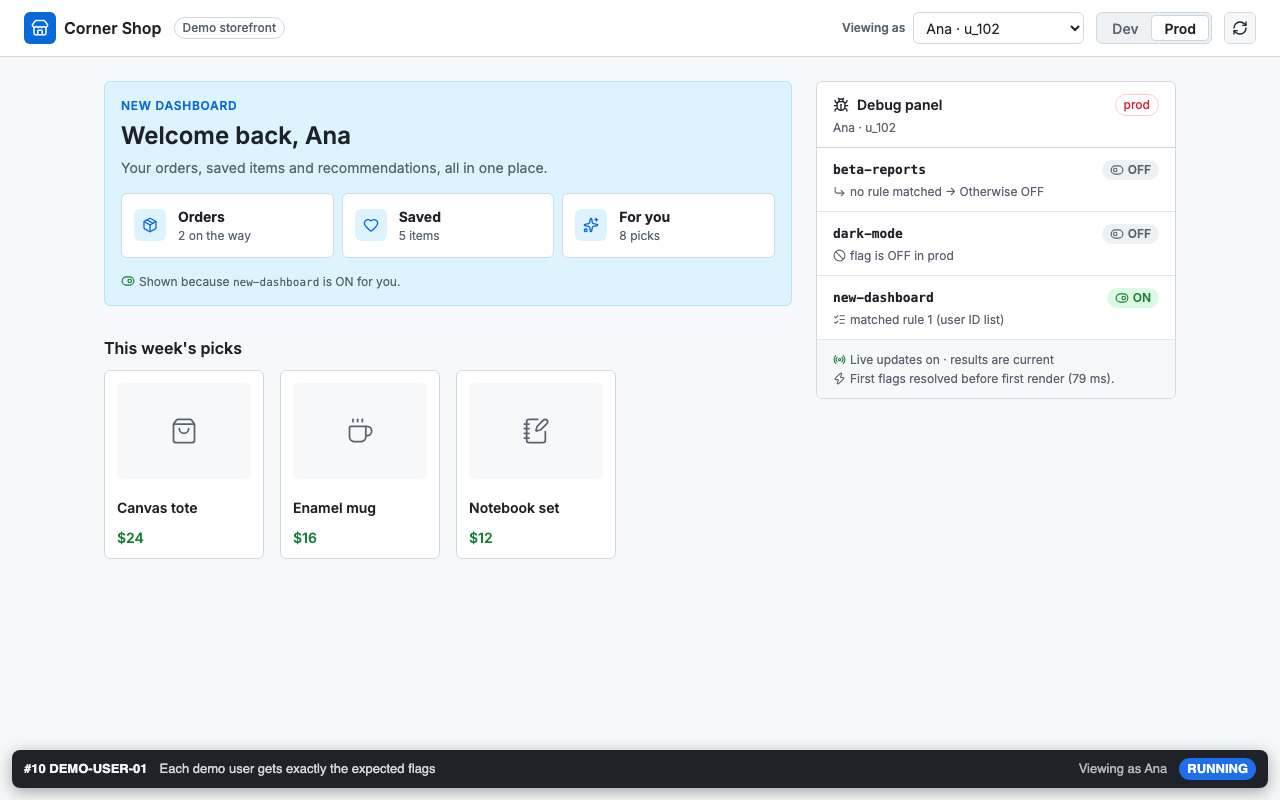 Corner Shop Demo storefront Viewing as Ana · u_102 Dev Prod
NEW DASHBOARD
Welcome back, Ana
Your orders, saved items and recommendations, all in one place.
Orders
2 on the way
Saved
5 items
For you
8 picks
Shown because new-dashboard is ON for you.
This week's picks
Canvas tote
$24
Enamel mug
$16
Notebook set
$12
Debug panel prod
Ana · u_102
beta-reports OFF
no rule matched → Otherwise OFF
dark-mode OFF
flag is OFF in prod
new-dashboard ON
matched rule 1 (user ID list)
Live updates on · results are current
First flags resolved before first render (79 ms).
#10 DEMO-USER-01 Each demo user gets exactly the expected flags Viewing as Ana RUNNING